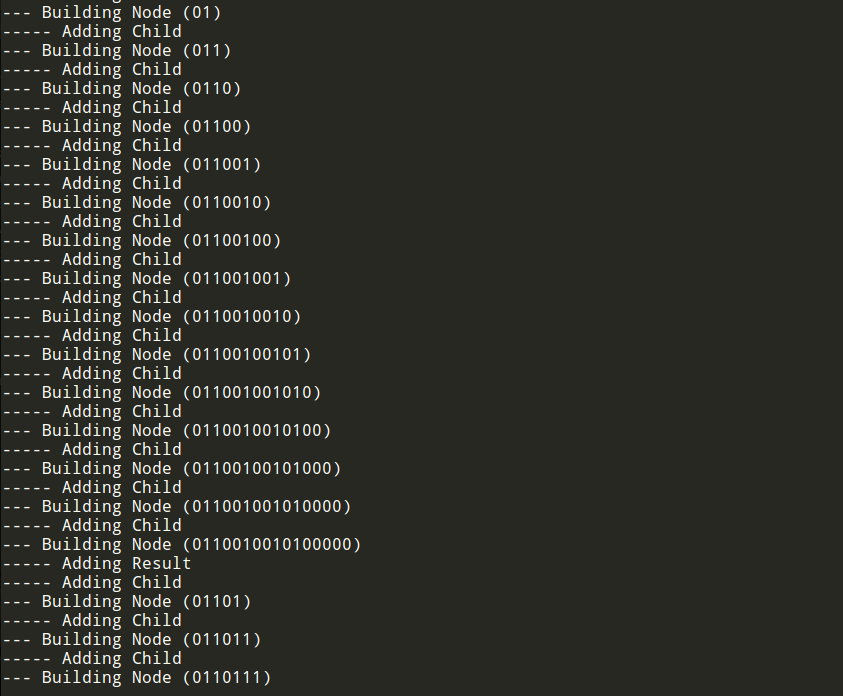 --- Building Node (01)
----- Adding Child
--- Building Node (011)
----- Adding Child
--- Building Node (0110)
----- Adding Child
--- Building Node (01100)
----- Adding Child
--- Building Node (011001)
----- Adding Child
--- Building Node (0110010)
----- Adding Child
--- Building Node (01100100)
----- Adding Child
--- Building Node (011001001)
----- Adding Child
--- Building Node (0110010010)
----- Adding Child
--- Building Node (01100100101)
----- Adding Child
--- Building Node (011001001010)
----- Adding Child
--- Building Node (0110010010100)
----- Adding Child
--- Building Node (01100100101000)
----- Adding Child
--- Building Node (011001001010000)
----- Adding Child
--- Building Node (0110010010100000)
----- Adding Result
----- Adding Child
--- Building Node (01101)
----- Adding Child
--- Building Node (011011)
----- Adding Child
--- Building Node (0110111)